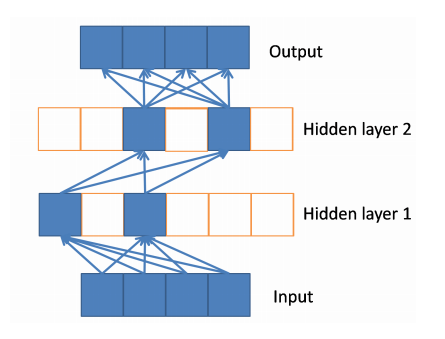 Output
Hidden layer 2
Hidden layer 1
Input